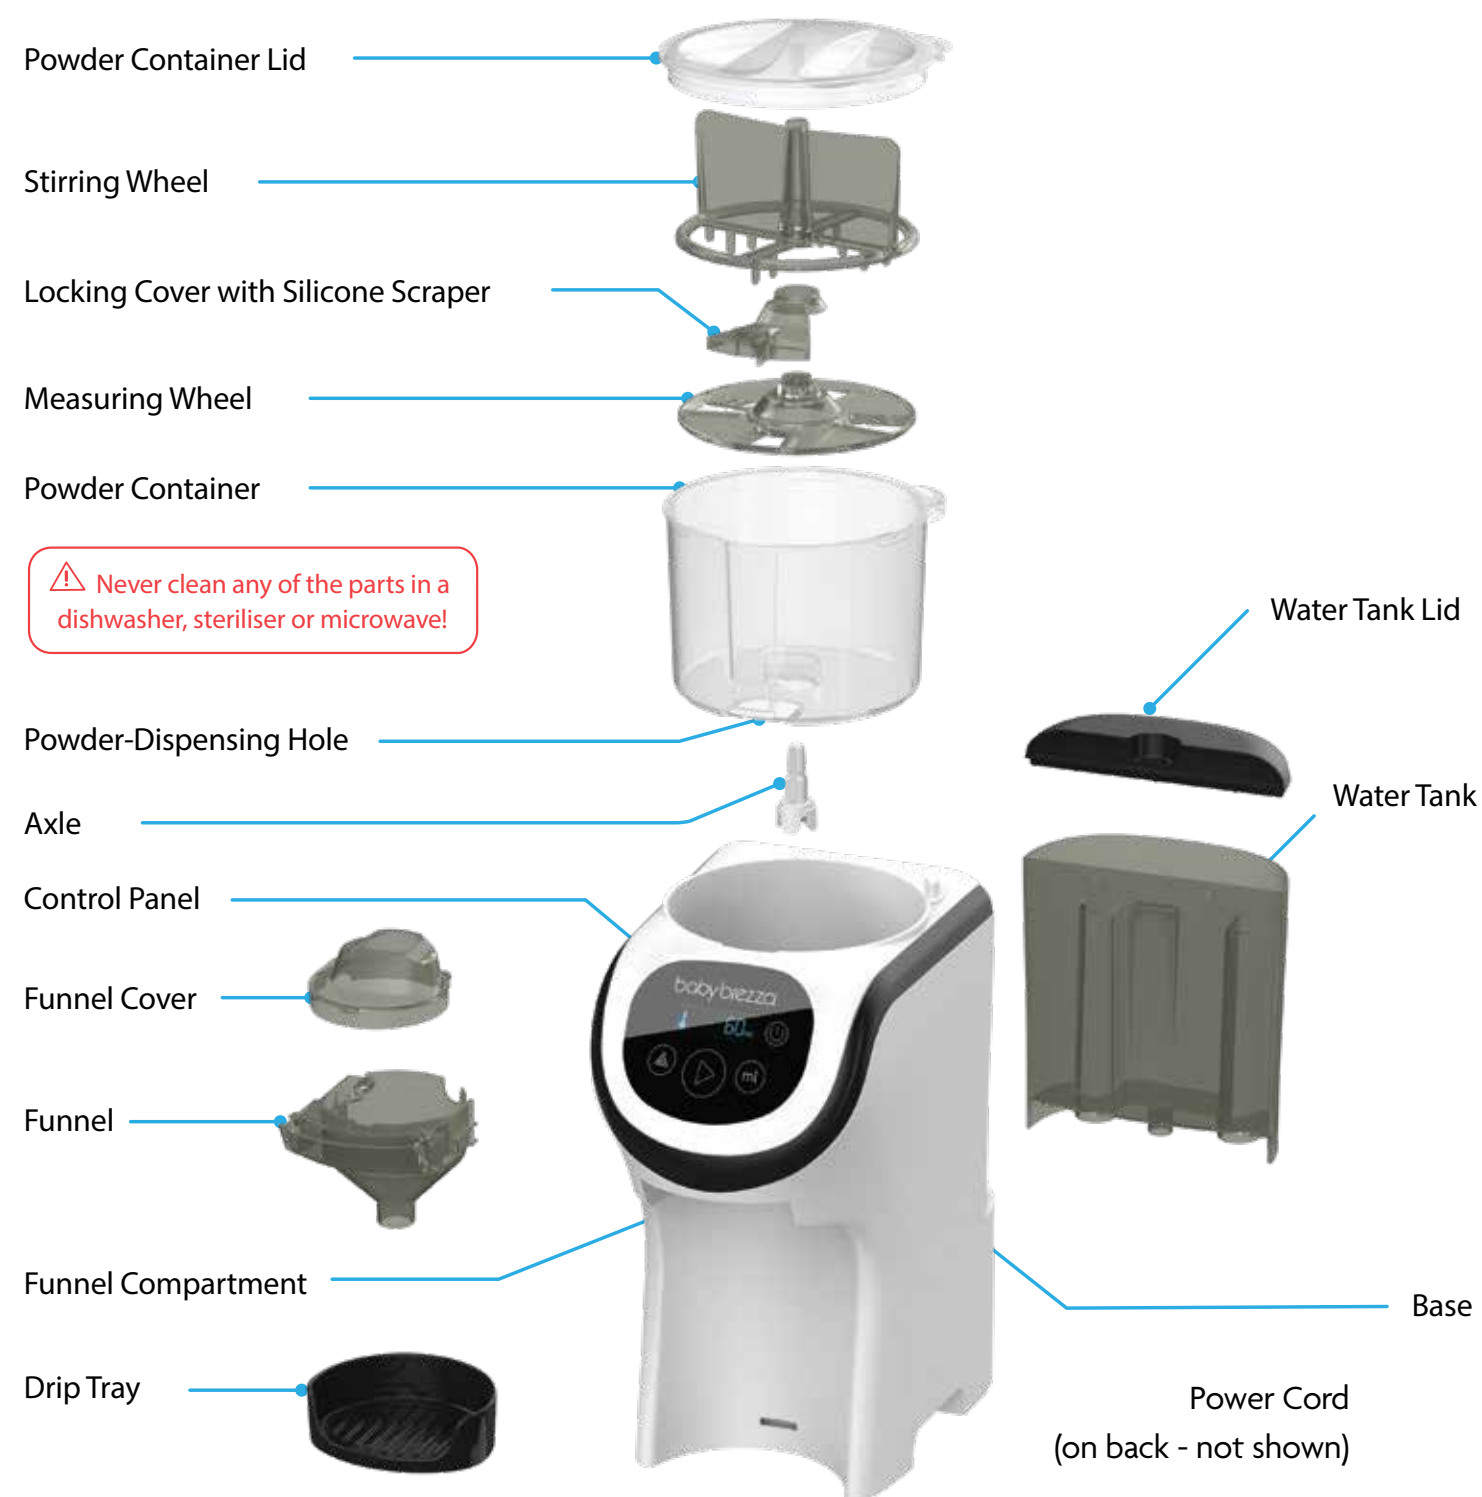 Powder Container Lid
Stirring Wheel
Locking Cover with Silicone Scraper
Measuring Wheel
Powder Container
Never clean any of the parts in a
dishwasher, steriliser or microwave!
Water Tank Lid
Powder-Dispensing Hole
Water Tank
Axle
Control Panel
babybrezza
Funnel Cover
60
ml
Funnel
Funnel Compartment
Base
Drip Tray
Power Cord
(on back - not shown)